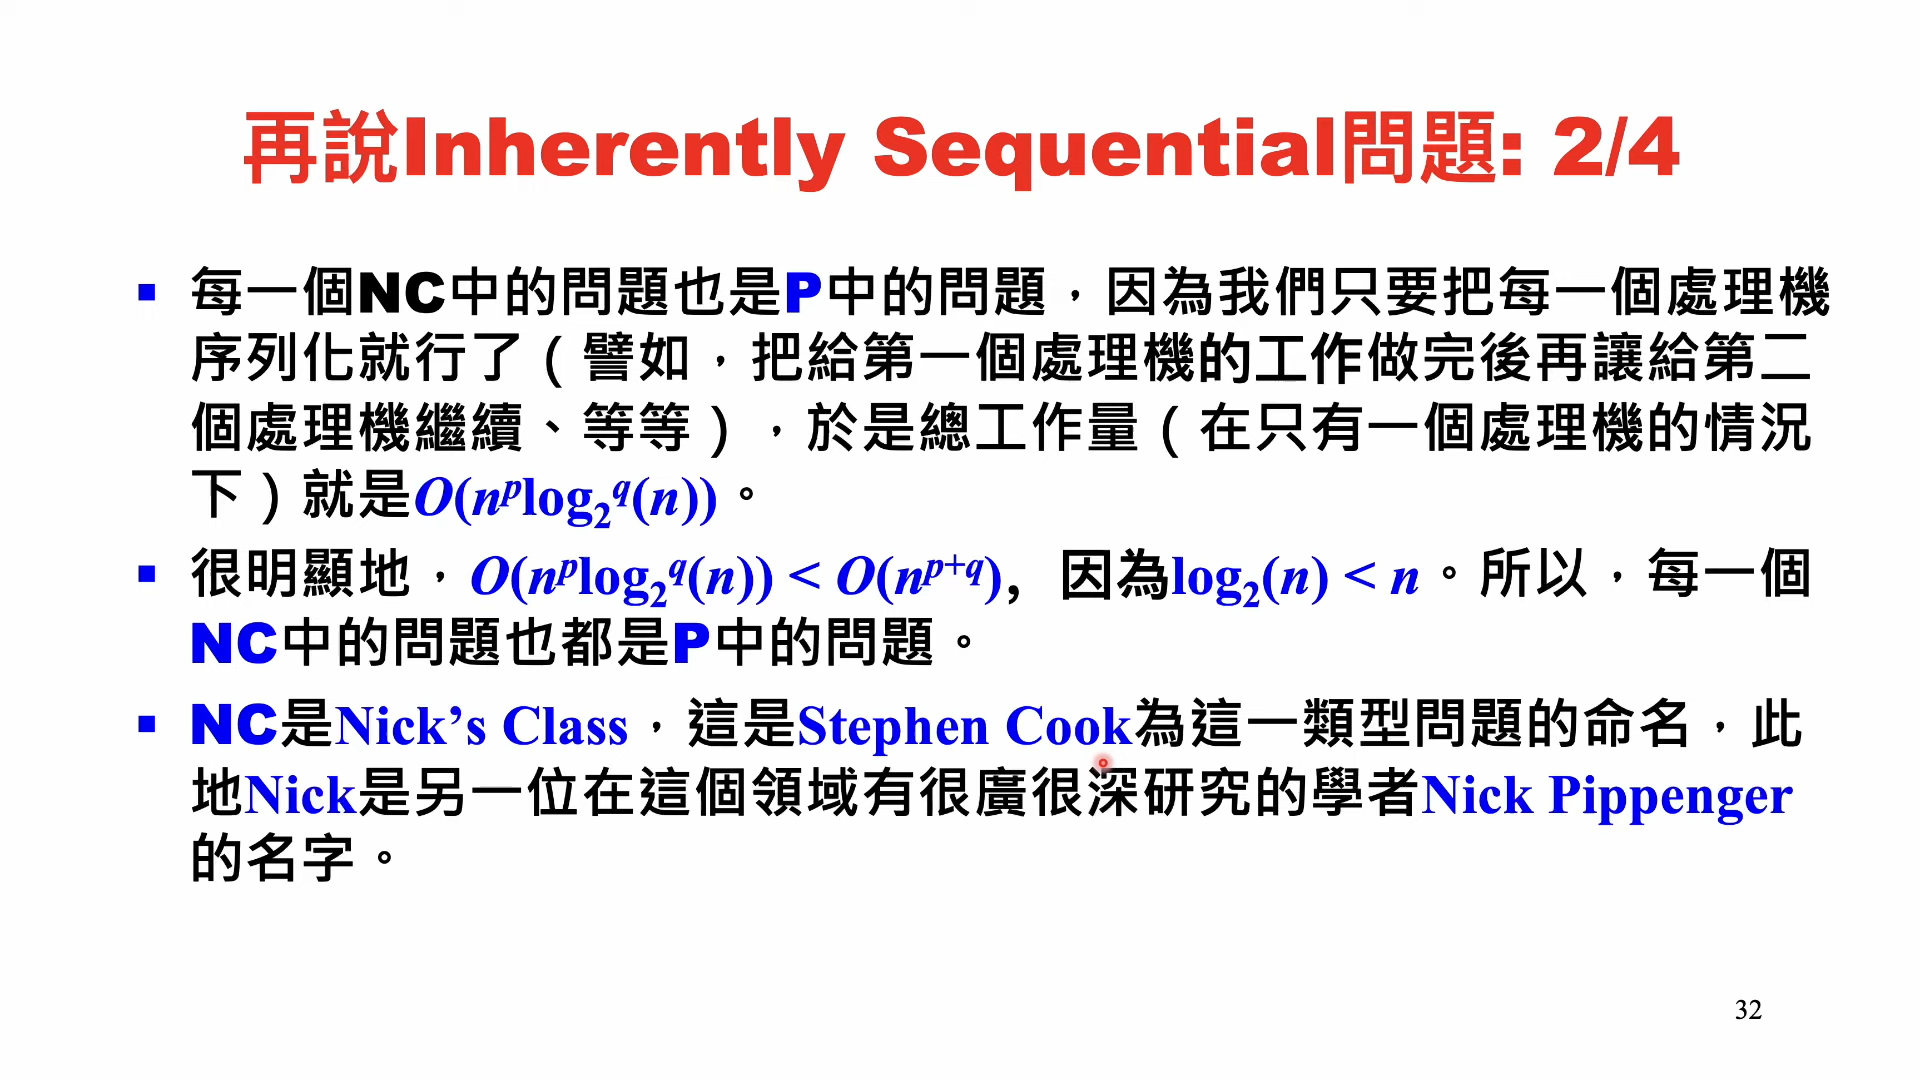 再說Inherently Sequential問題: 2/4
▪ 每一個NC中的問題也是P中的問題，因為我們只要把每一個處理機
序列化就行了（譬如，把給第一個處理機的工作做完後再讓給第二
個處理機繼續、等等），於是總工作量（在只有一個處理機的情況
下）就是O(nᵖlog₂^q(n))。
▪ 很明顯地，O(nᵖlog₂^q(n)) < O(n^{p+q}), 因為log₂(n) < n。所以，每一個
NC中的問題也都是P中的問題。
▪ NC是Nick’s Class，這是Stephen Cook為這一類型問題的命名，此
地Nick是另一位在這個領域有很廣很深研究的學者Nick Pippenger
的名字。
32